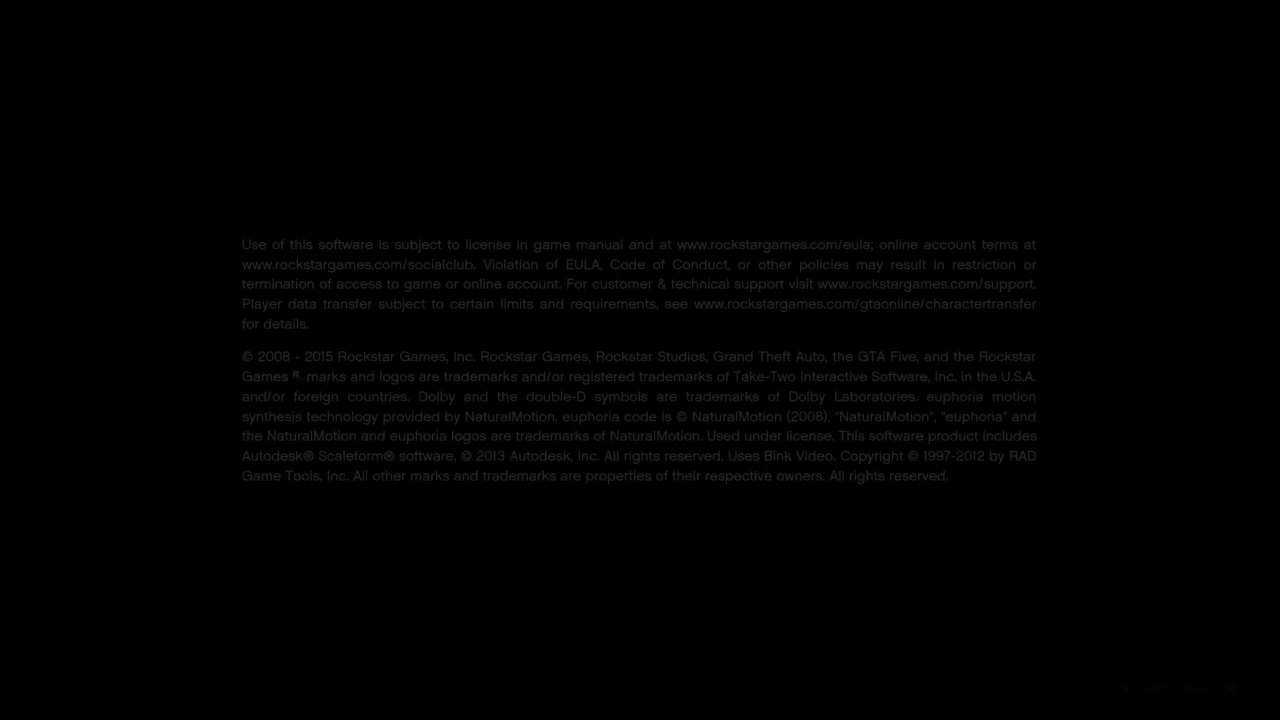 Use of this software is subject to license in game manual and at www.rockstargames.com/eula; online account terms at
www.rockstargames.com/socialclub. Violation of EULA, Code of Conduct, or other policies may result in restriction or
termination of access to game or online account. For customer & technical support visit www.rockstargames.com/support.
Player data transfer subject to certain limits and requirements, see www.rockstargames.com/gtaonline/charactertransfer
for details.
© 2008 - 2015 Rockstar Games, Inc. Rockstar Games, Rockstar Studios, Grand Theft Auto, the GTA Five, and the Rockstar
Games R* marks and logos are trademarks and/or registered trademarks of Take-Two Interactive Software, Inc. in the U.S.A.
and/or foreign countries. Dolby and the double-D symbols are trademarks of Dolby Laboratories. euphoria motion
synthesis technology provided by NaturalMotion. euphoria code is © NaturalMotion (2008). "NaturalMotion", "euphoria" and
the NaturalMotion and euphoria logos are trademarks of NaturalMotion. Used under license. This software product includes
Autodesk® Scaleform® software, © 2013 Autodesk, Inc. All rights reserved. Uses Bink Video. Copyright © 1997-2012 by RAD
Game Tools, Inc. All other marks and trademarks are properties of their respective owners. All rights reserved.